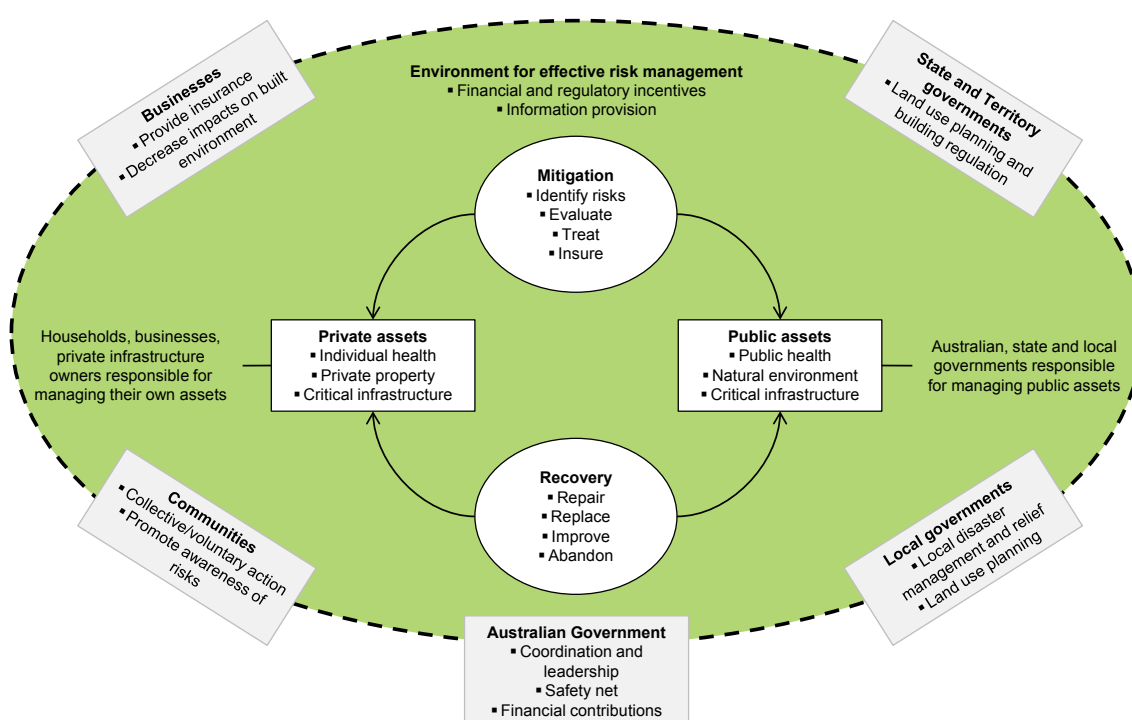 Businesses
▪ Provide insurance
▪ Decrease impacts on built
environment
Environment for effective risk management
▪ Financial and regulatory incentives
▪ Information provision
State and Territory
governments
▪ Land use planning and
building regulation
Mitigation
▪ Identify risks
▪ Evaluate
▪ Treat
▪ Insure
Households, businesses,
private infrastructure
owners responsible for
managing their own assets
Private assets
▪ Individual health
▪ Private property
▪ Critical infrastructure
Public assets
▪ Public health
▪ Natural environment
▪ Critical infrastructure
Australian, state and local
governments responsible
for managing public assets
Recovery
▪ Repair
▪ Replace
▪ Improve
▪ Abandon
Communities
▪ Collective/voluntary action
▪ Promote awareness of
risks
Local governments
▪ Local disaster
management and relief
▪ Land use planning
Australian Government
▪ Coordination and
leadership
▪ Safety net
▪ Financial contributions